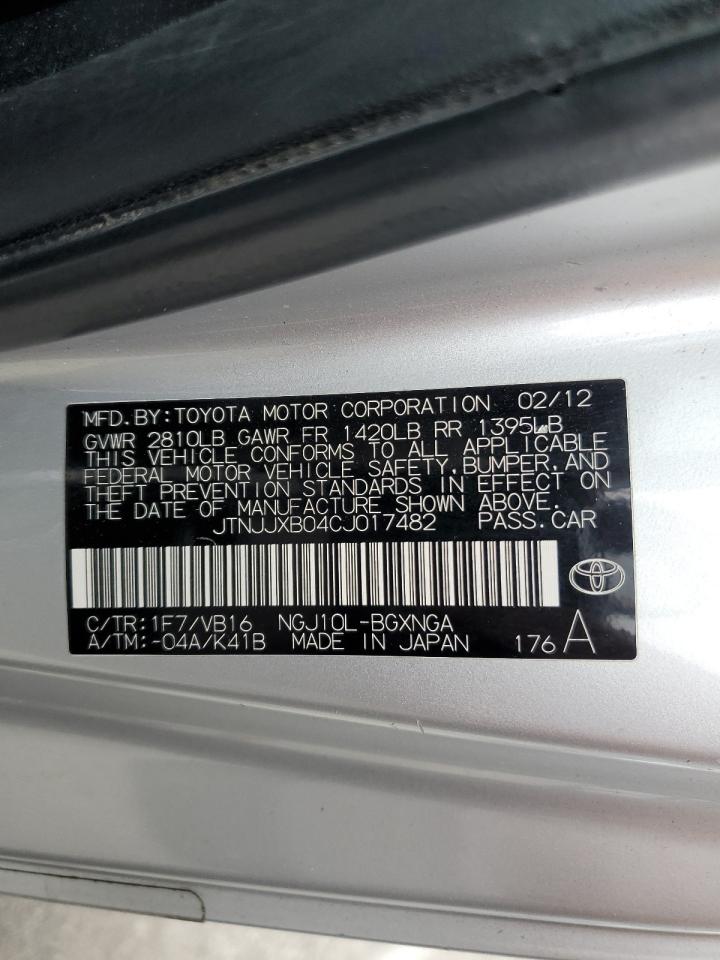 MFD. BY: TOYOTA MOTOR CORPORATION 02/12
GVWR 2810LB GAWR FR 1420LB RR 1395LB
THIS VEHICLE CONFORMS TO ALL APPLICABLE
FEDERAL MOTOR VEHICLE SAFETY, BUMPER, AND
THEFT PREVENTION STANDARDS IN EFFECT ON
THE DATE OF MANUFACTURE SHOWN ABOVE.
JTNJJXB04CJ017482 PASS. CAR
C/TR: 1F7/VB16 NGJ10L-BGXNGA
A/TM: -04A/K41B MADE IN JAPAN 176 A